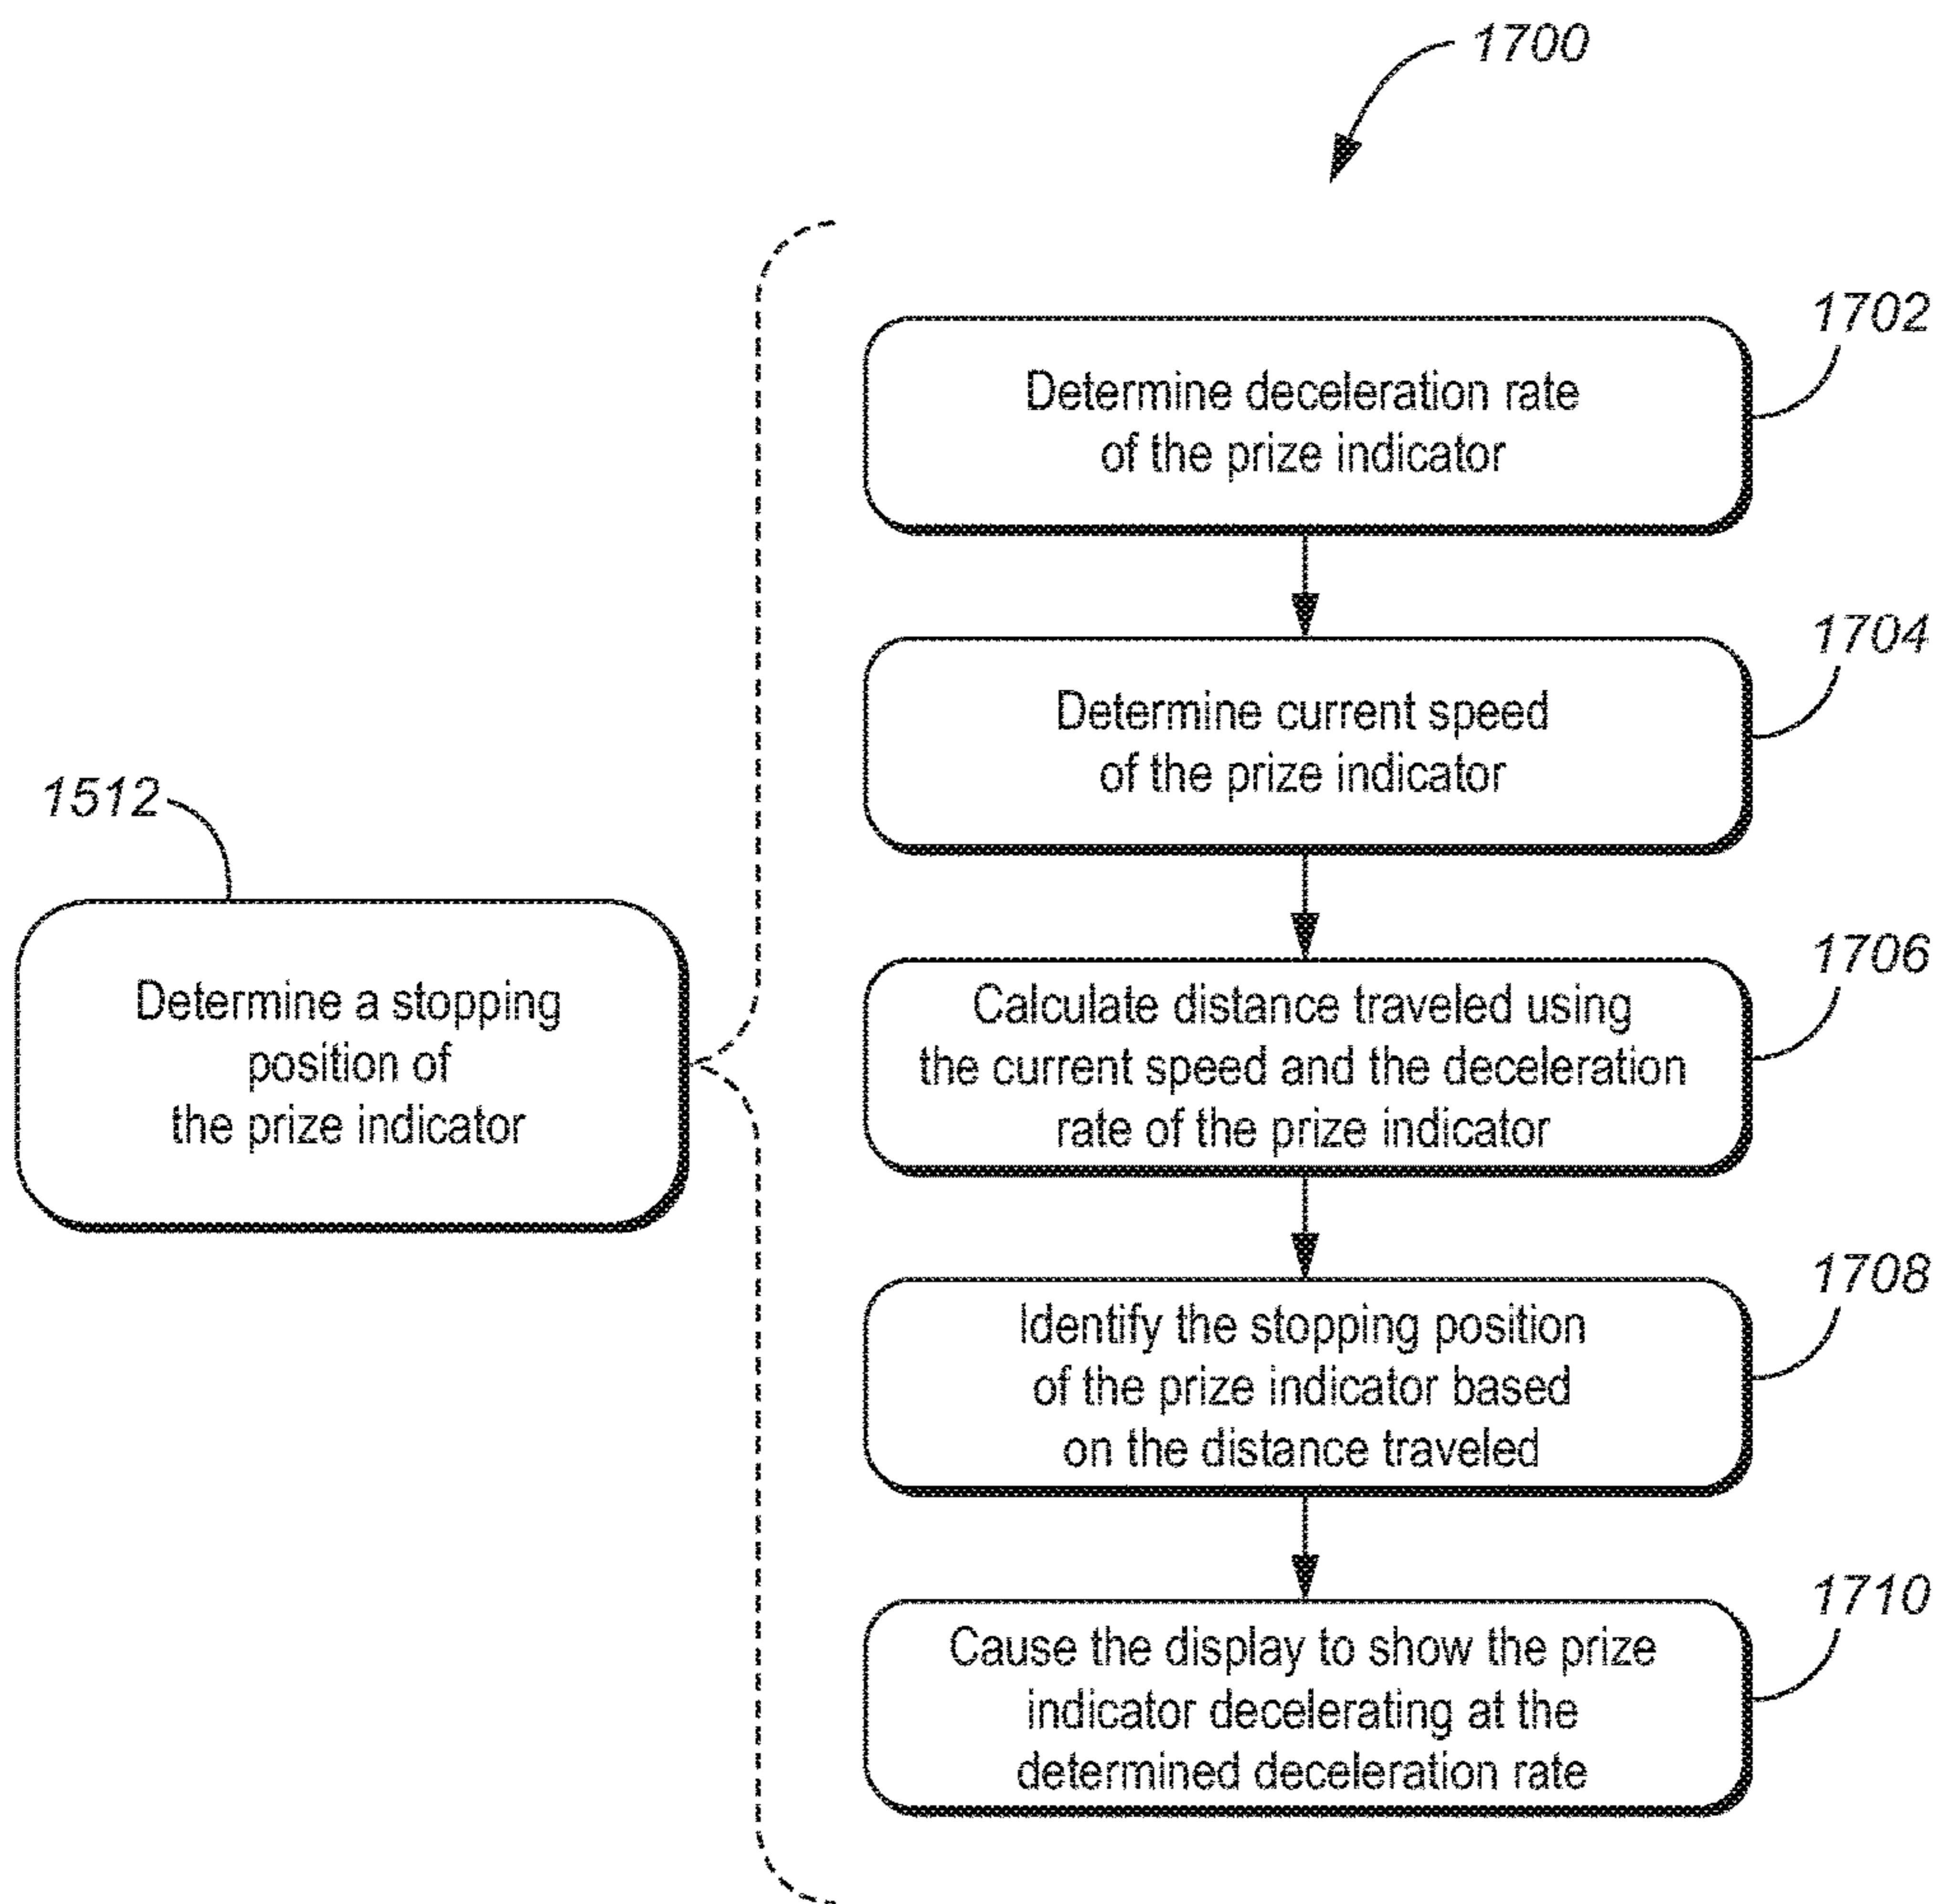 1700
1702
Determine deceleration rate
of the prize indicator
1704
Determine current speed
of the prize indicator
1512
Determine a stopping
position of
the prize indicator
1706
Calculate distance traveled using
the current speed and the deceleration
rate of the prize indicator
1708
Identify the stopping position
of the prize indicator based
on the distance traveled
1710
Cause the display to show the prize
indicator decelerating at the
determined deceleration rate